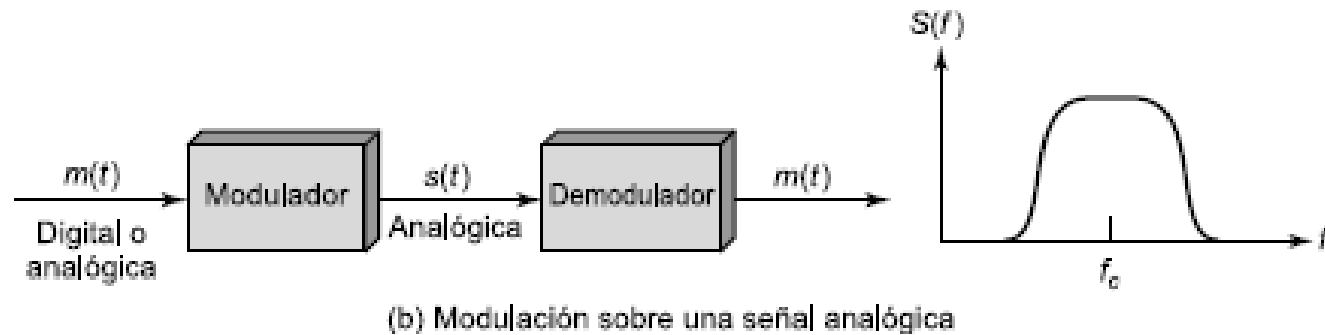 m(t)
Digital o
analógica
Modulador
s(t)
Analógica
Demodulador
m(t)
S(f)
f
f_c
(b) Modulación sobre una señal analógica